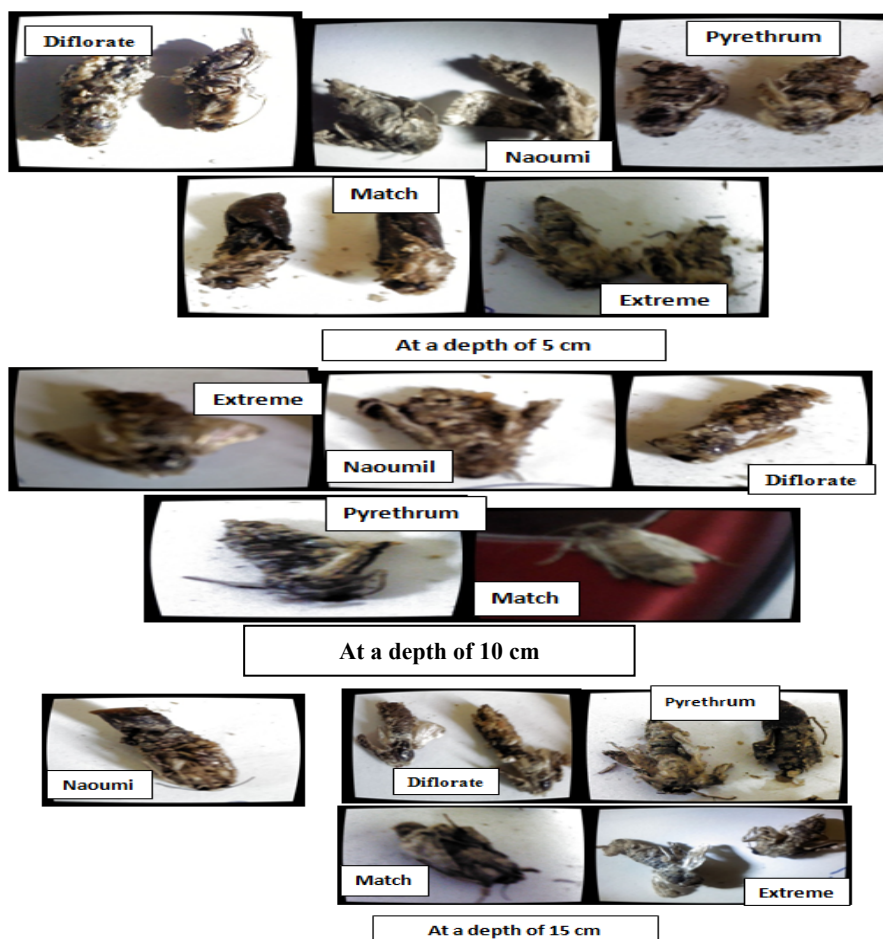 Diflorate
Naoumi
Pyrethrum
Match
Extreme
At a depth of 5 cm
Extreme
Naoumil
Diflorate
Pyrethrum
Match
At a depth of 10 cm
Naoumi
Diflorate
Pyrethrum
Match
Extreme
At a depth of 15 cm